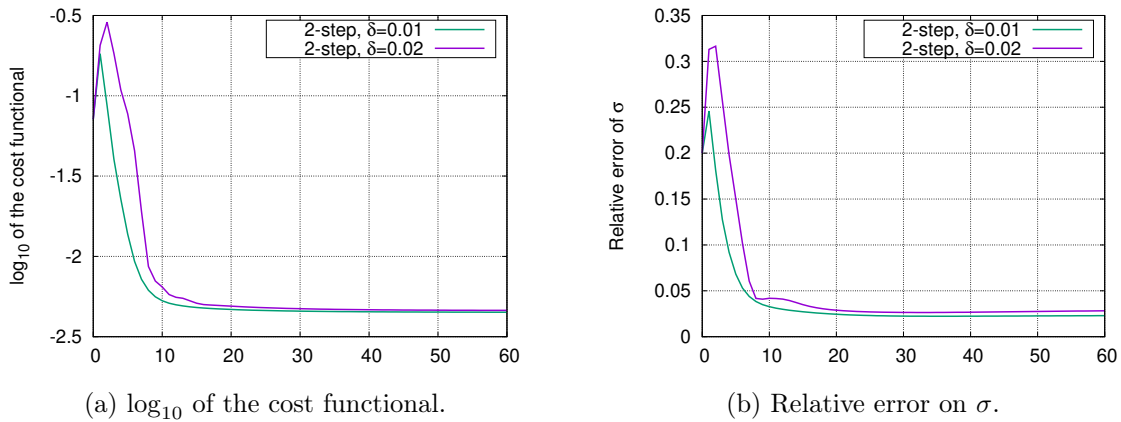 -0.5
-1
-1.5
-2
-2.5
0 10 20 30 40 50 60
log₁₀ of the cost functional
2-step, δ=0.01
2-step, δ=0.02
(a) log₁₀ of the cost functional.
0.35
0.3
0.25
0.2
0.15
0.1
0.05
0
0 10 20 30 40 50 60
Relative error of σ
2-step, δ=0.01
2-step, δ=0.02
(b) Relative error on σ.